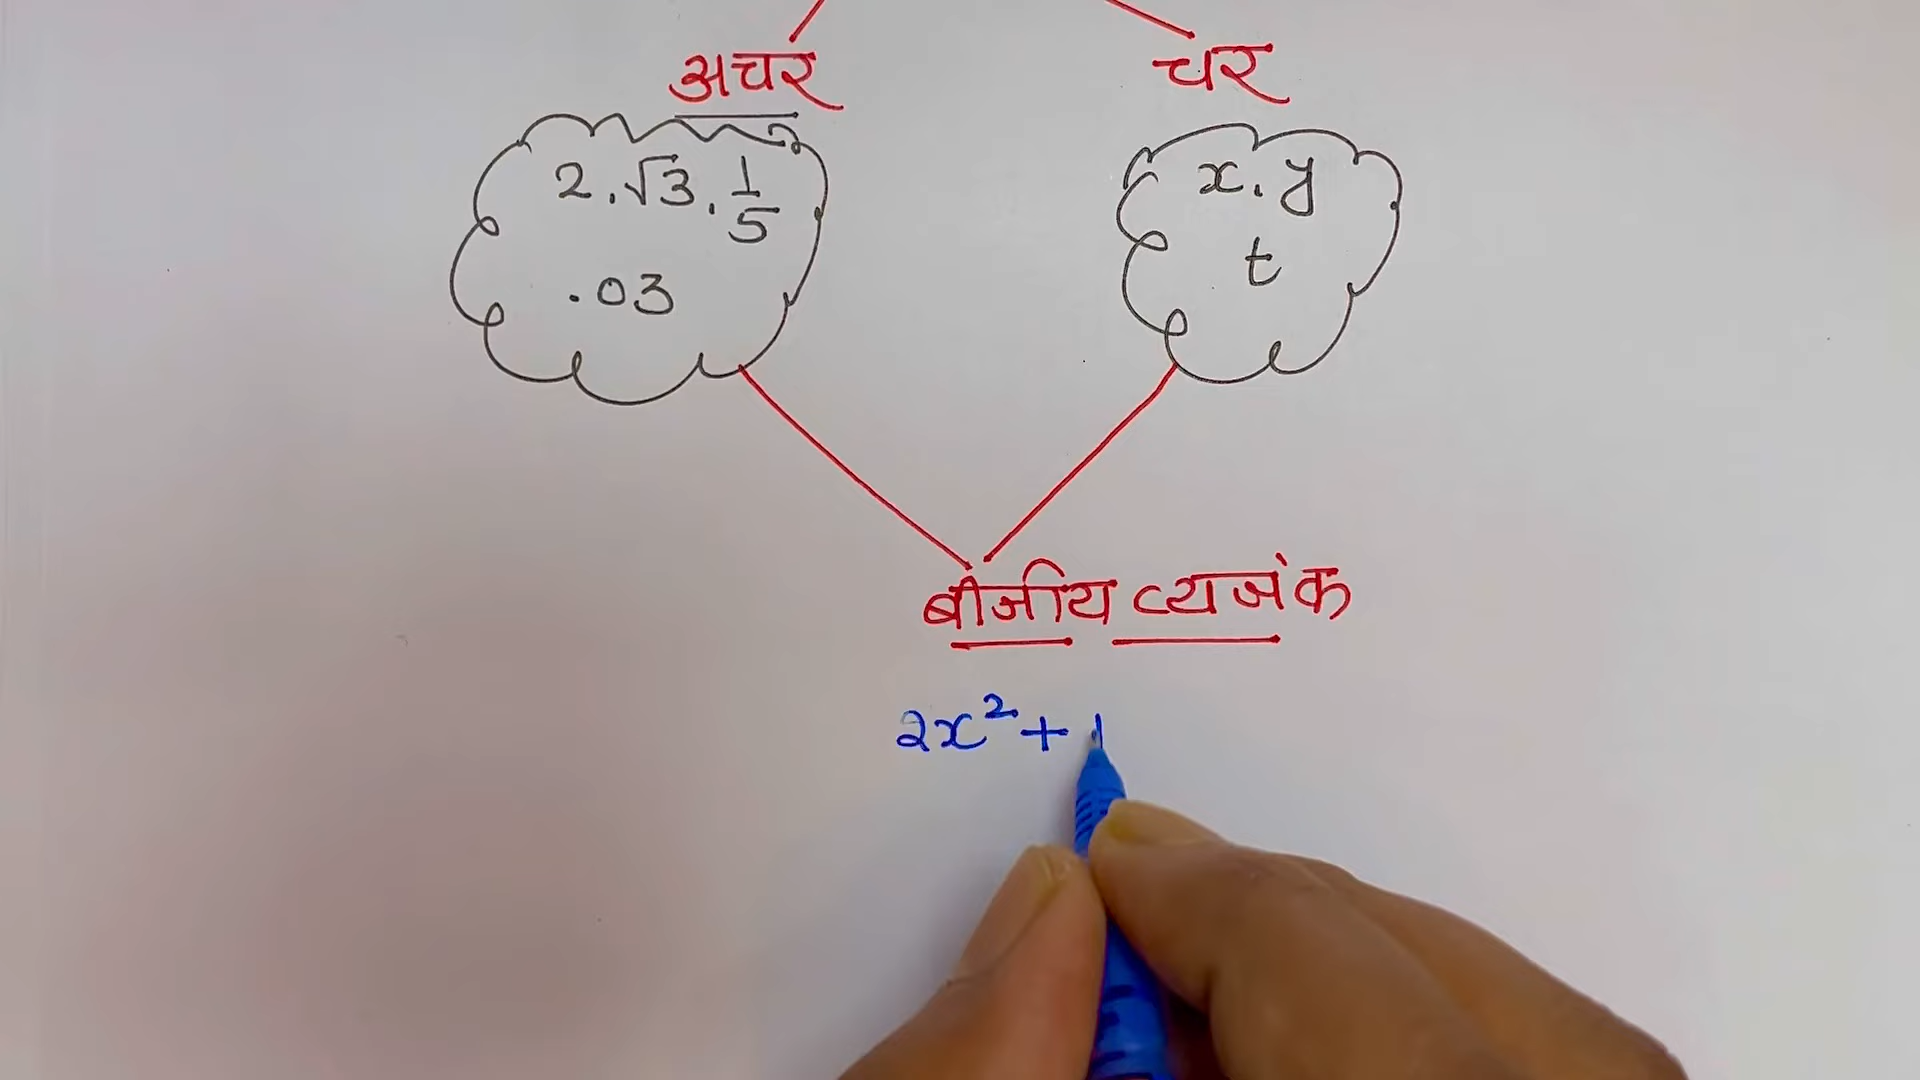 अचर
चर
2. √3. 1/5
.03
x. y
t
बीजीय व्यजंक
2x² + 1